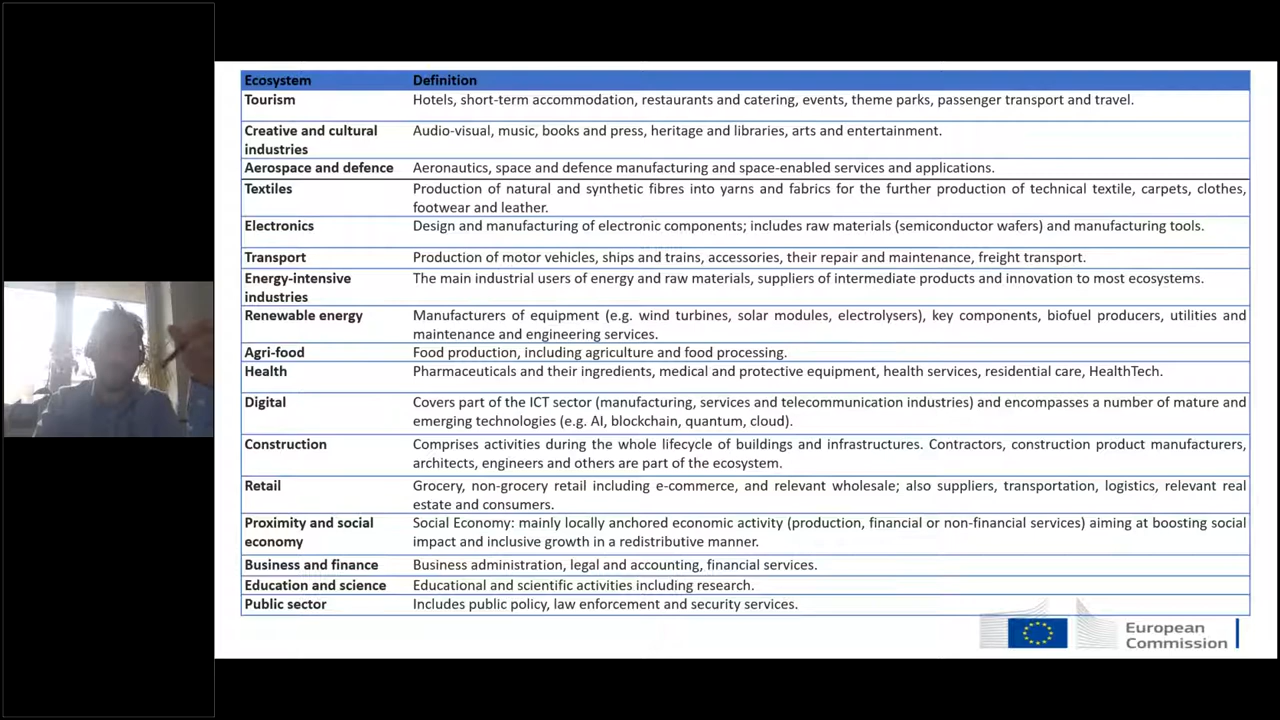 Ecosystem Definition
Tourism Hotels, short-term accommodation, restaurants and catering, events, theme parks, passenger transport and travel.
Creative and cultural Audio-visual, music, books and press, heritage and libraries, arts and entertainment.
industries
Aerospace and defence Aeronautics, space and defence manufacturing and space-enabled services and applications.
Textiles Production of natural and synthetic fibres into yarns and fabrics for the further production of technical textile, carpets, clothes,
footwear and leather.
Electronics Design and manufacturing of electronic components; includes raw materials (semiconductor wafers) and manufacturing tools.
Transport Production of motor vehicles, ships and trains, accessories, their repair and maintenance, freight transport.
Energy-intensive The main industrial users of energy and raw materials, suppliers of intermediate products and innovation to most ecosystems.
industries
Renewable energy Manufacturers of equipment (e.g. wind turbines, solar modules, electrolysers), key components, biofuel producers, utilities and
maintenance and engineering services.
Agri-food Food production, including agriculture and food processing.
Health Pharmaceuticals and their ingredients, medical and protective equipment, health services, residential care, HealthTech.
Digital Covers part of the ICT sector (manufacturing, services and telecommunication industries) and encompasses a number of mature and
emerging technologies (e.g. AI, blockchain, quantum, cloud).
Construction Comprises activities during the whole lifecycle of buildings and infrastructures. Contractors, construction product manufacturers,
architects, engineers and others are part of the ecosystem.
Retail Grocery, non-grocery retail including e-commerce, and relevant wholesale; also suppliers, transportation, logistics, relevant real
estate and consumers.
Proximity and social Social Economy: mainly locally anchored economic activity (production, financial or non-financial services) aiming at boosting social
economy impact and inclusive growth in a redistributive manner.
Business and finance Business administration, legal and accounting, financial services.
Education and science Educational and scientific activities including research.
Public sector Includes public policy, law enforcement and security services.
European
Commission